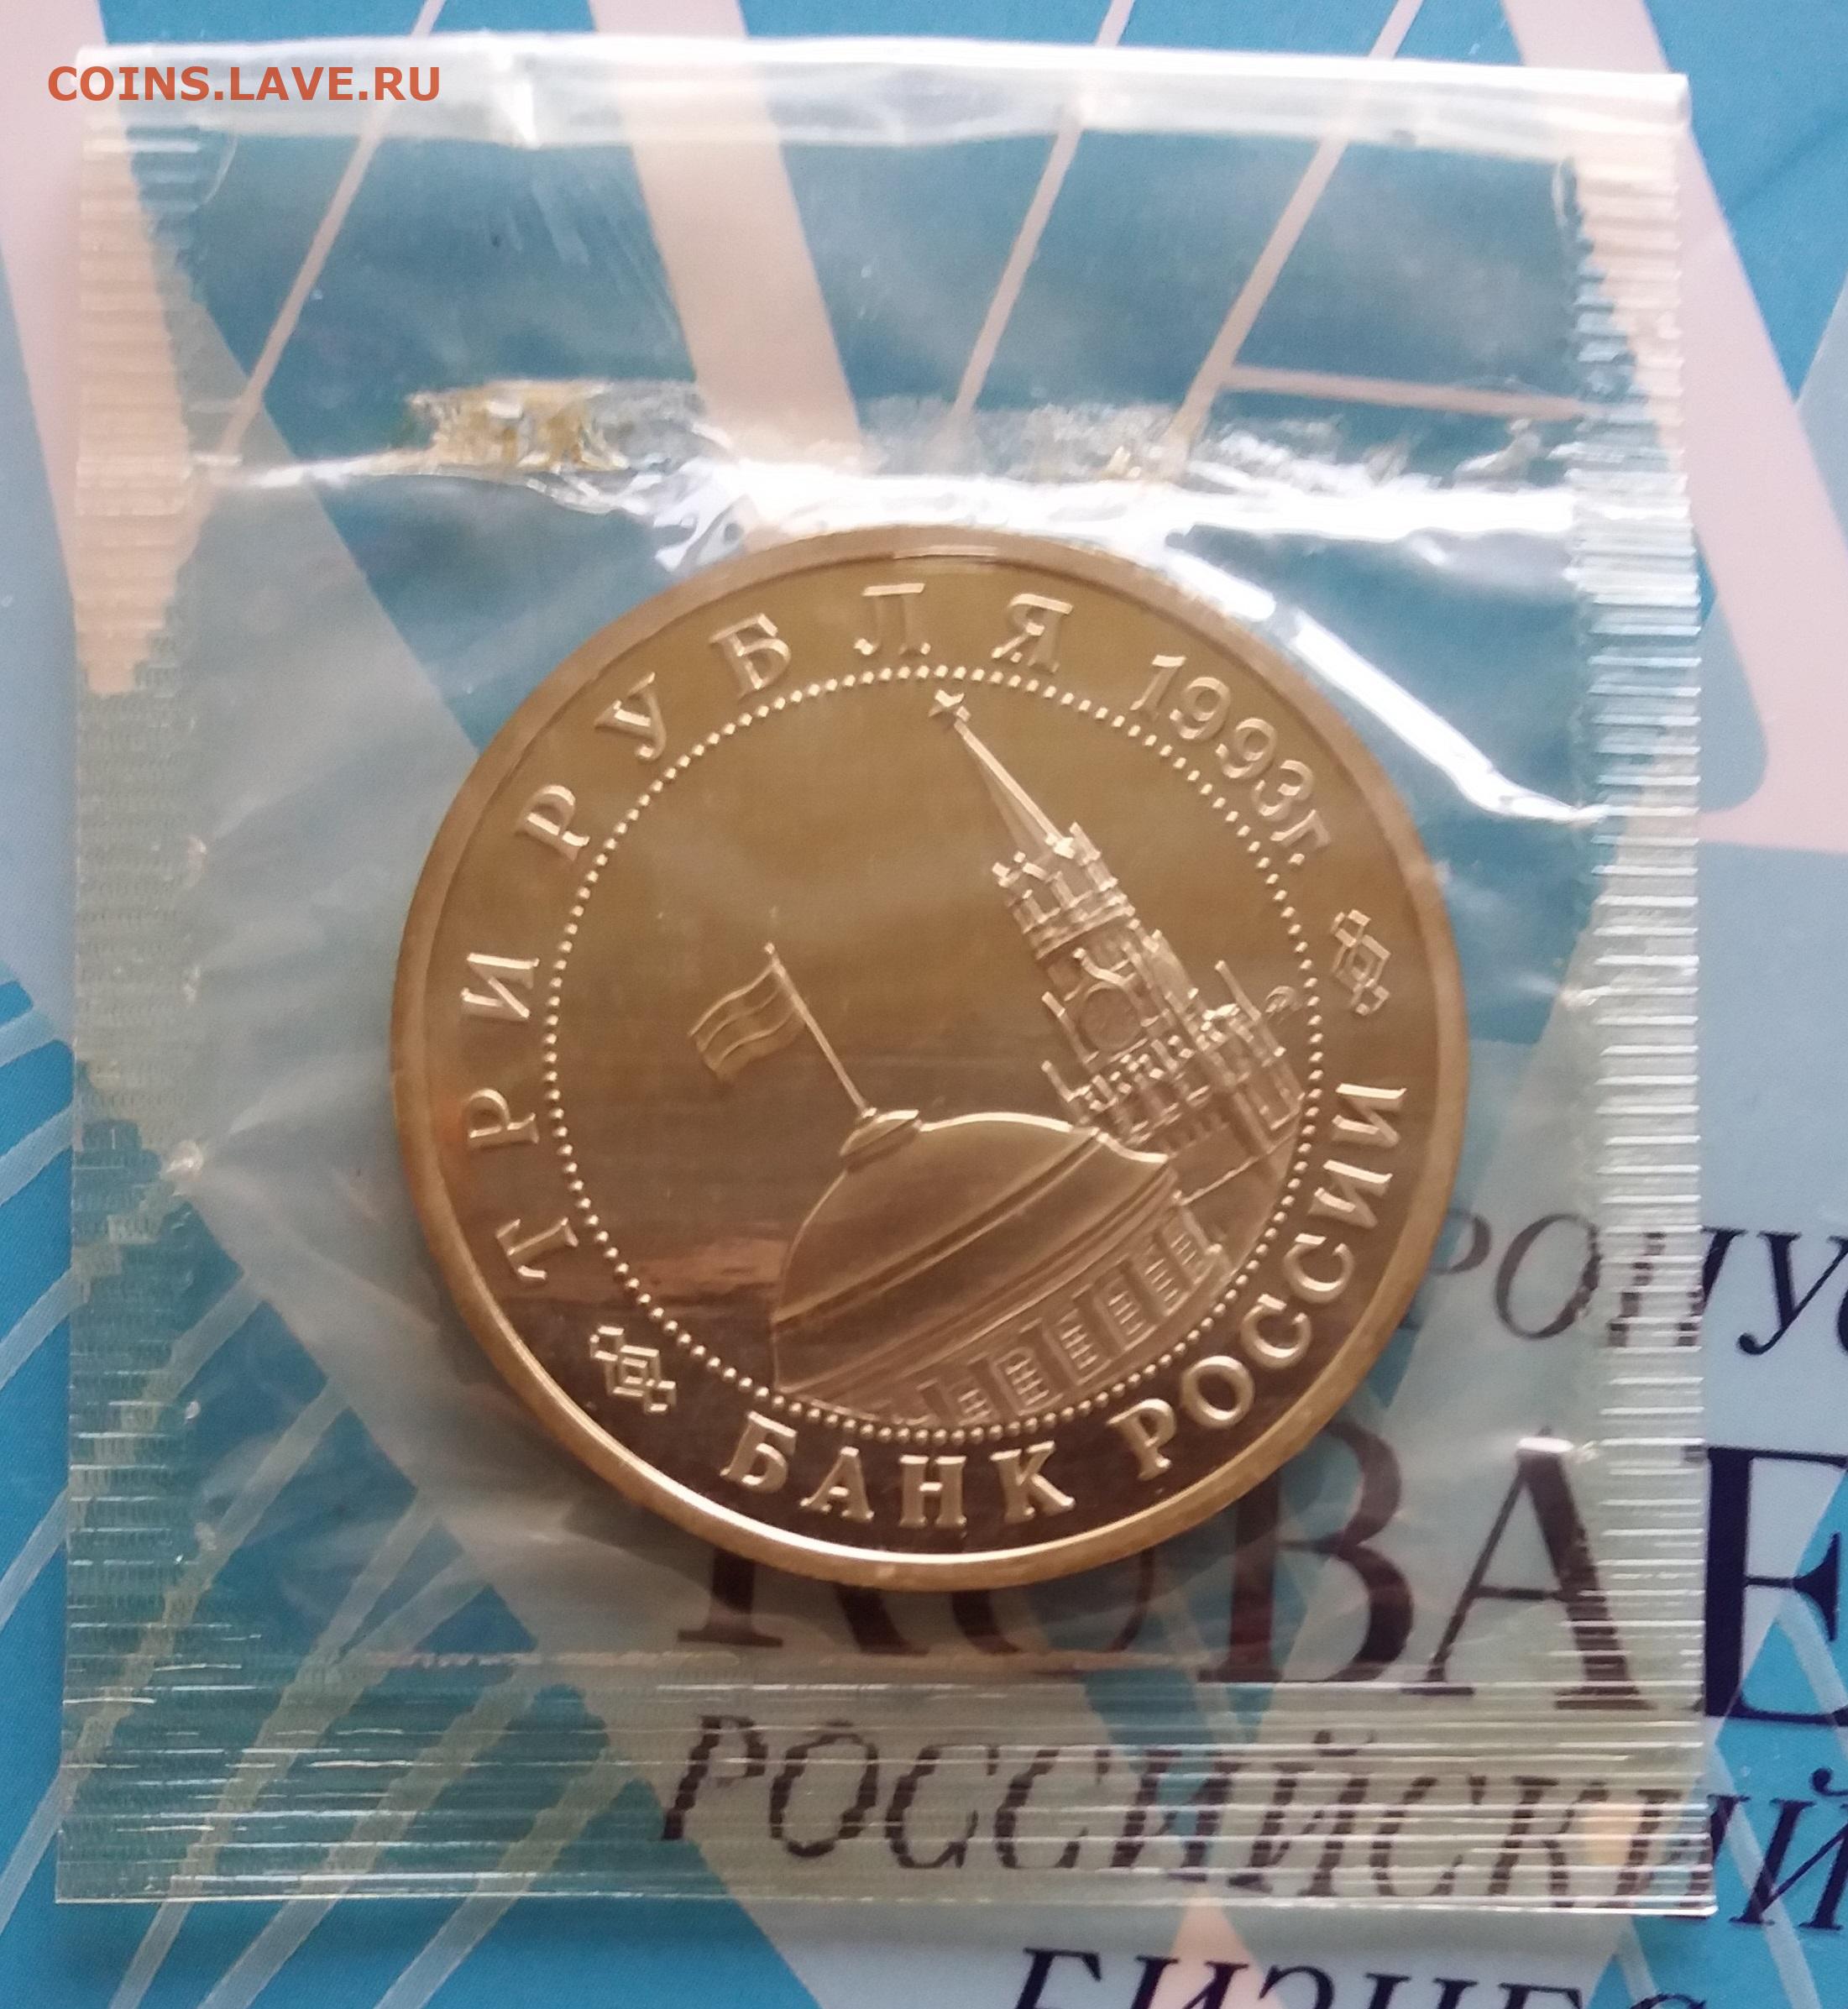 COINS.LAVE.RU
ТРИ РУБЛЯ 1993г.
БАНК РОССИИ
РОССИЙСКИЙ